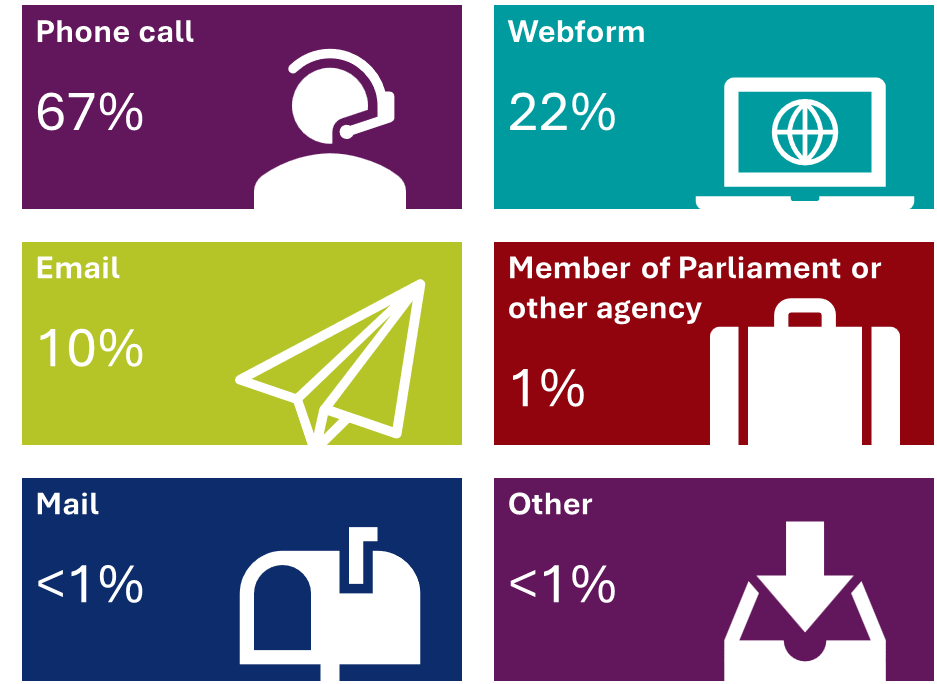 Phone call
67%
Webform
22%
Email
10%
Member of Parliament or
other agency
1%
Mail
<1%
Other
<1%